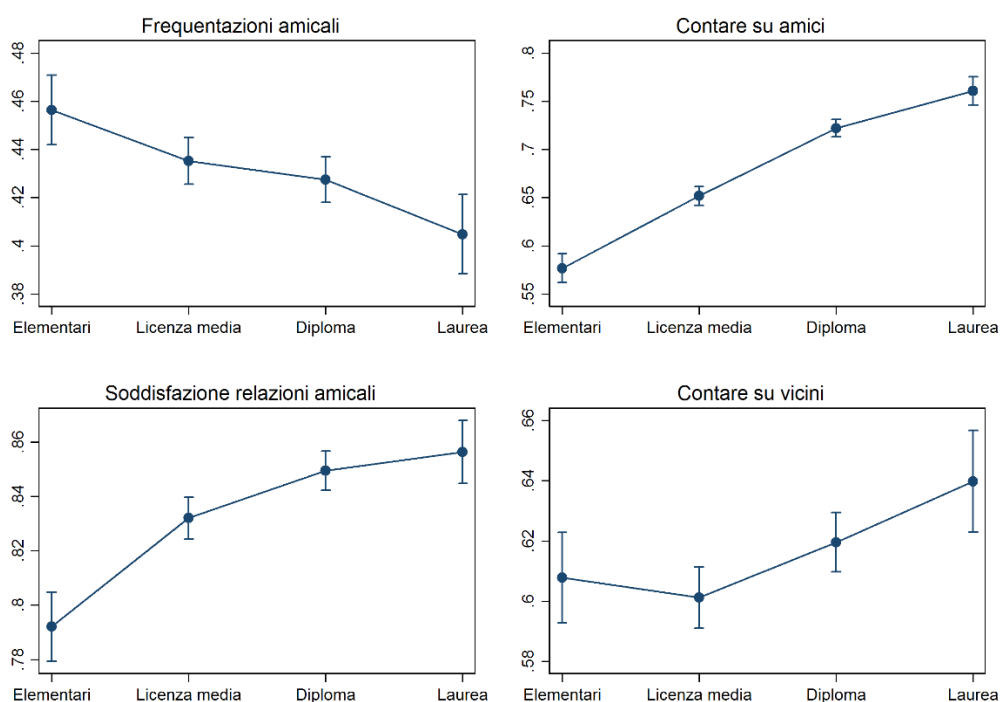 Frequentazioni amicali
.48
.46
.44
.42
.4
.38
Elementari Licenza media Diploma Laurea
Contare su amici
.8
.75
.7
.65
.6
.55
Elementari Licenza media Diploma Laurea
Soddisfazione relazioni amicali
.86
.84
.82
.8
.78
Elementari Licenza media Diploma Laurea
Contare su vicini
.66
.64
.62
.6
.58
Elementari Licenza media Diploma Laurea